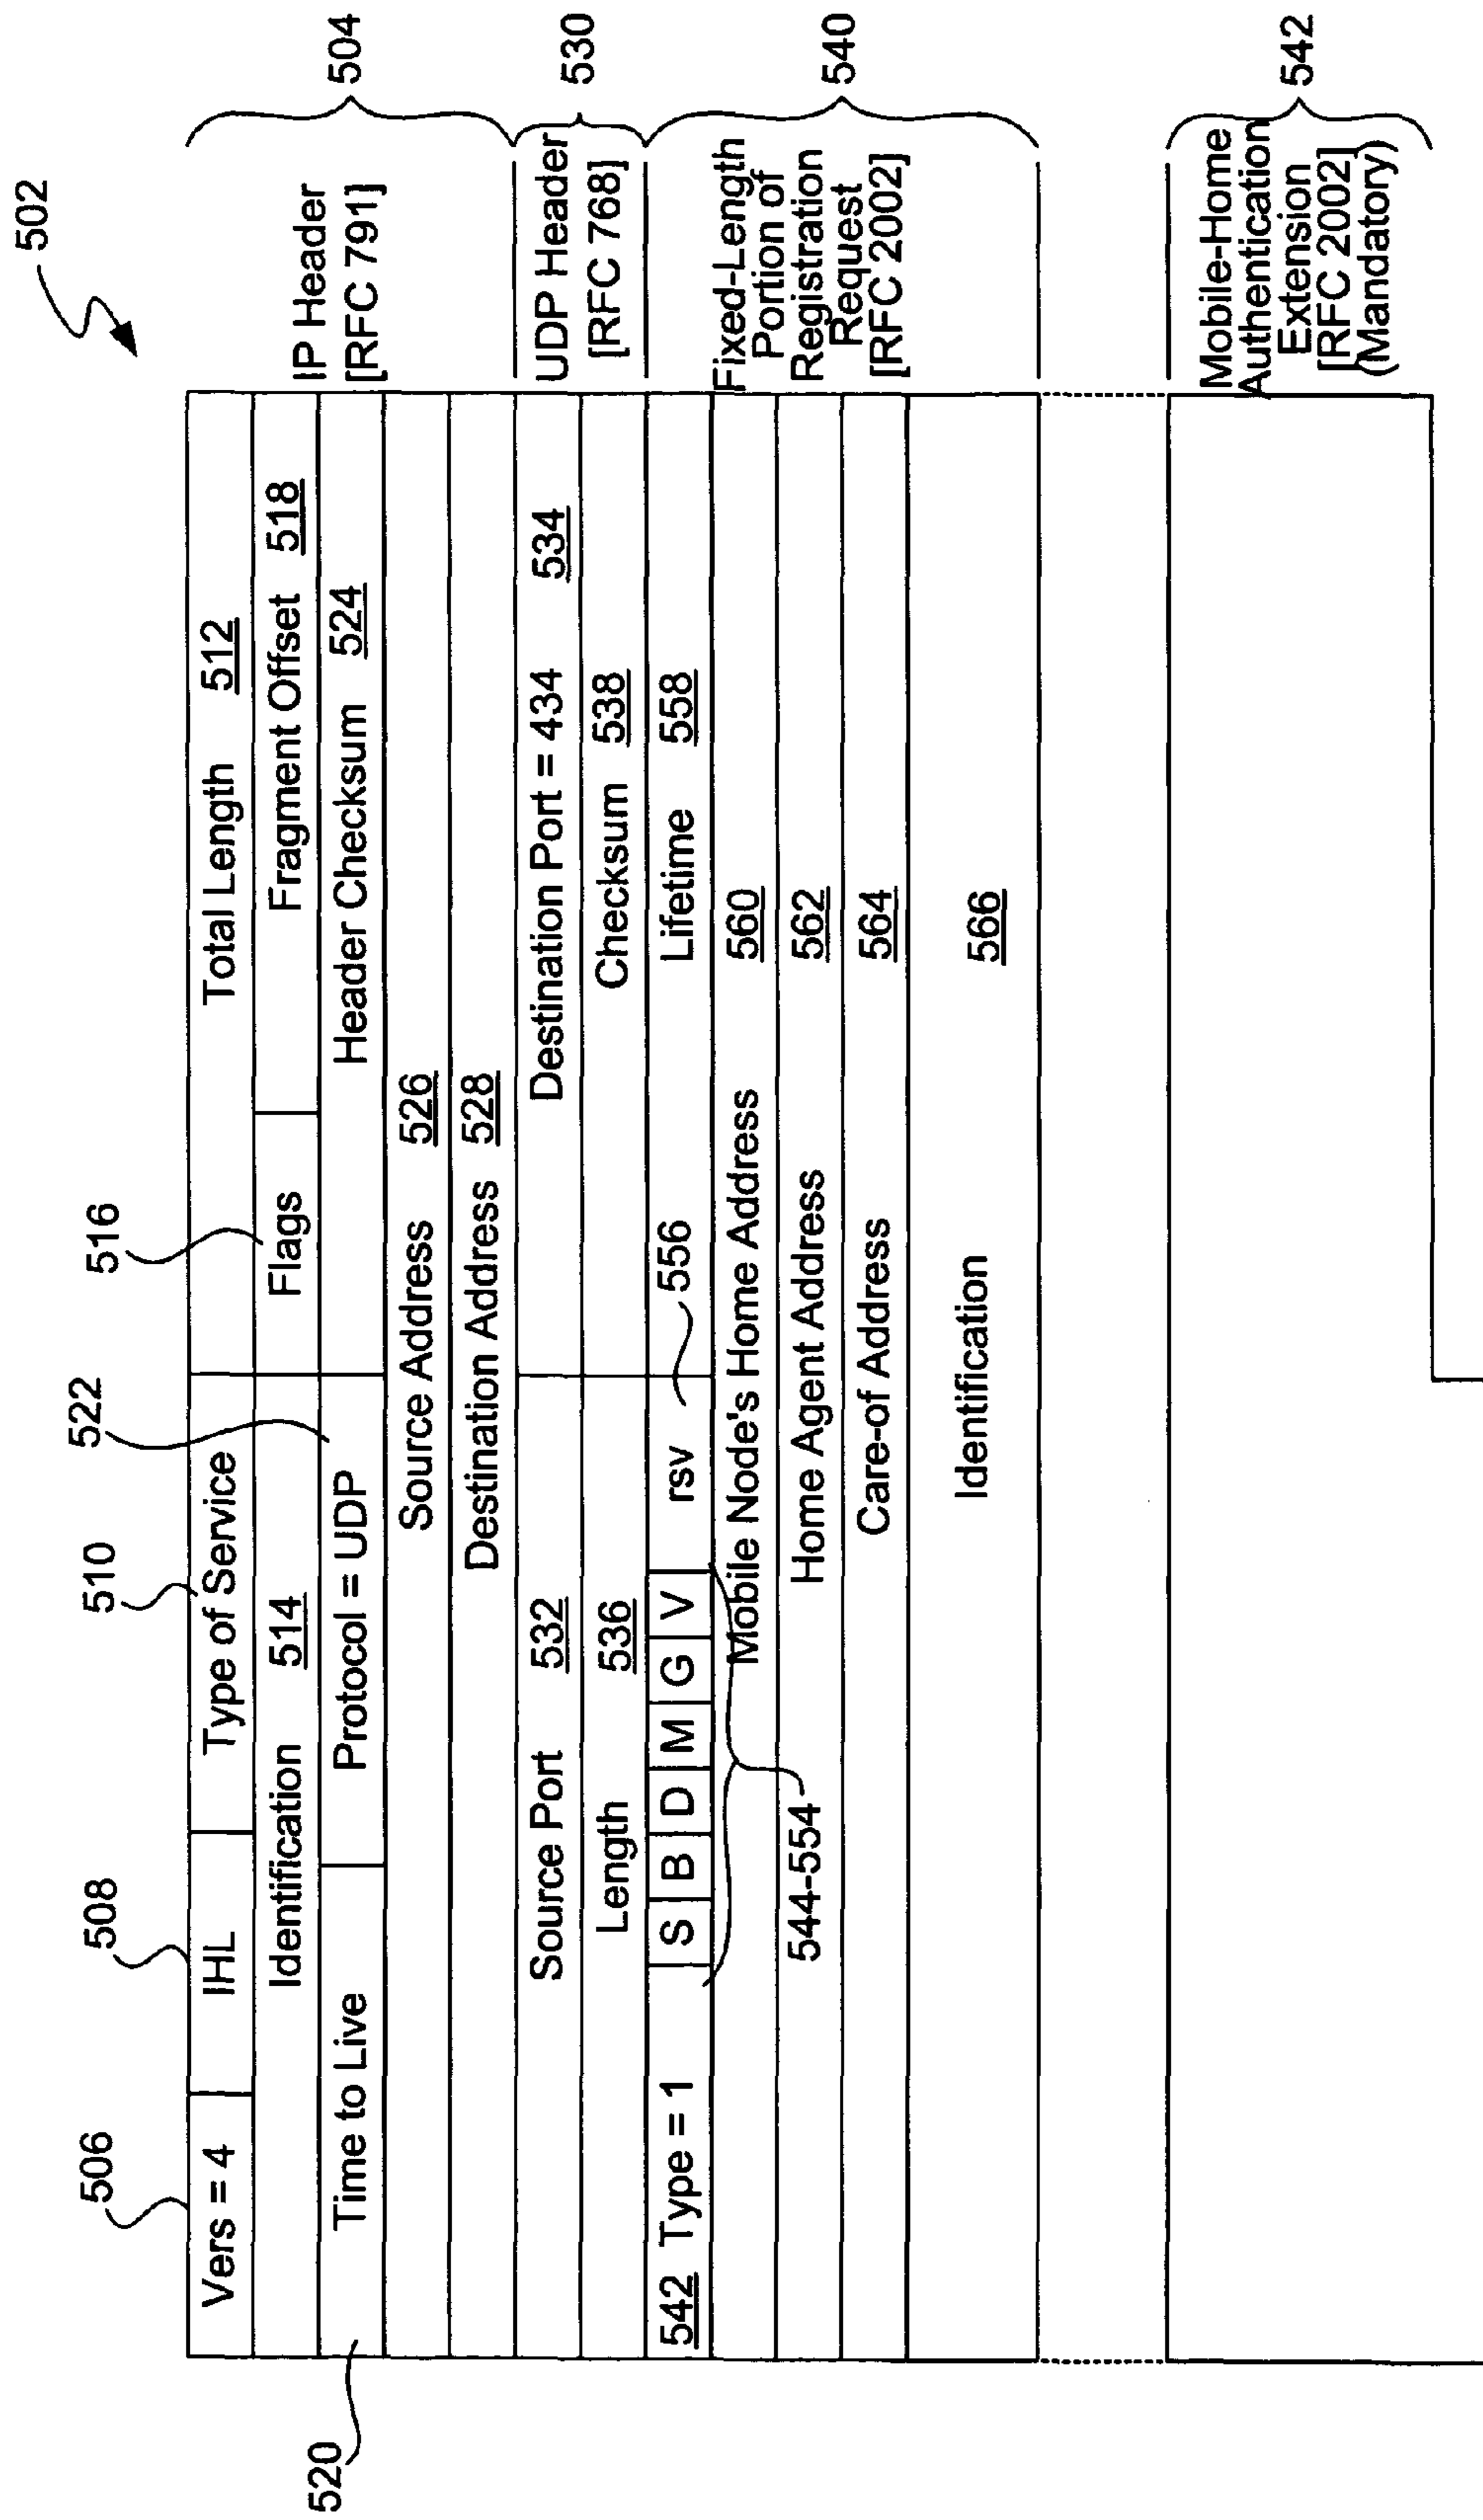 502
506
508
510
522
516
Vers = 4
IHL
Type of Service
Total Length 512
Identification 514
Flags
Fragment Offset 518
520
Time to Live
Protocol = UDP
Header Checksum 524
Source Address 526
Destination Address 528
IP Header
[RFC 791]
504
Source Port 532
Destination Port = 434 534
Length 536
Checksum 538
UDP Header
[RFC 768]
530
542 Type = 1
S
B
D
M
G
V
rsv
556
Lifetime 558
Mobile Node's Home Address 560
544-554
Home Agent Address 562
Care-of Address 564
Identification 566
Fixed-Length
Portion of
Registration
Request
[RFC 2002]
540
Mobile-Home
Authentication
Extension
[RFC 2002]
(Mandatory)
542